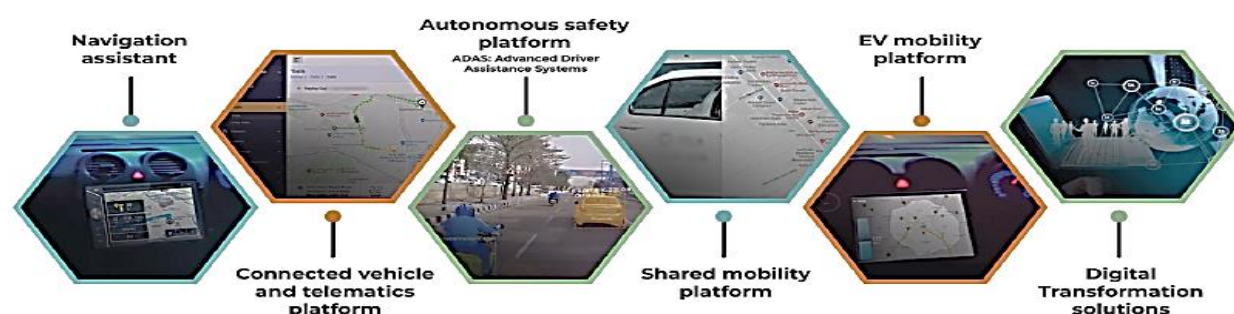 Navigation
assistant
Connected vehicle
and telematics
platform
Autonomous safety
platform
ADAS: Advanced Driver
Assistance Systems
Shared mobility
platform
EV mobility
platform
Digital
Transformation
solutions